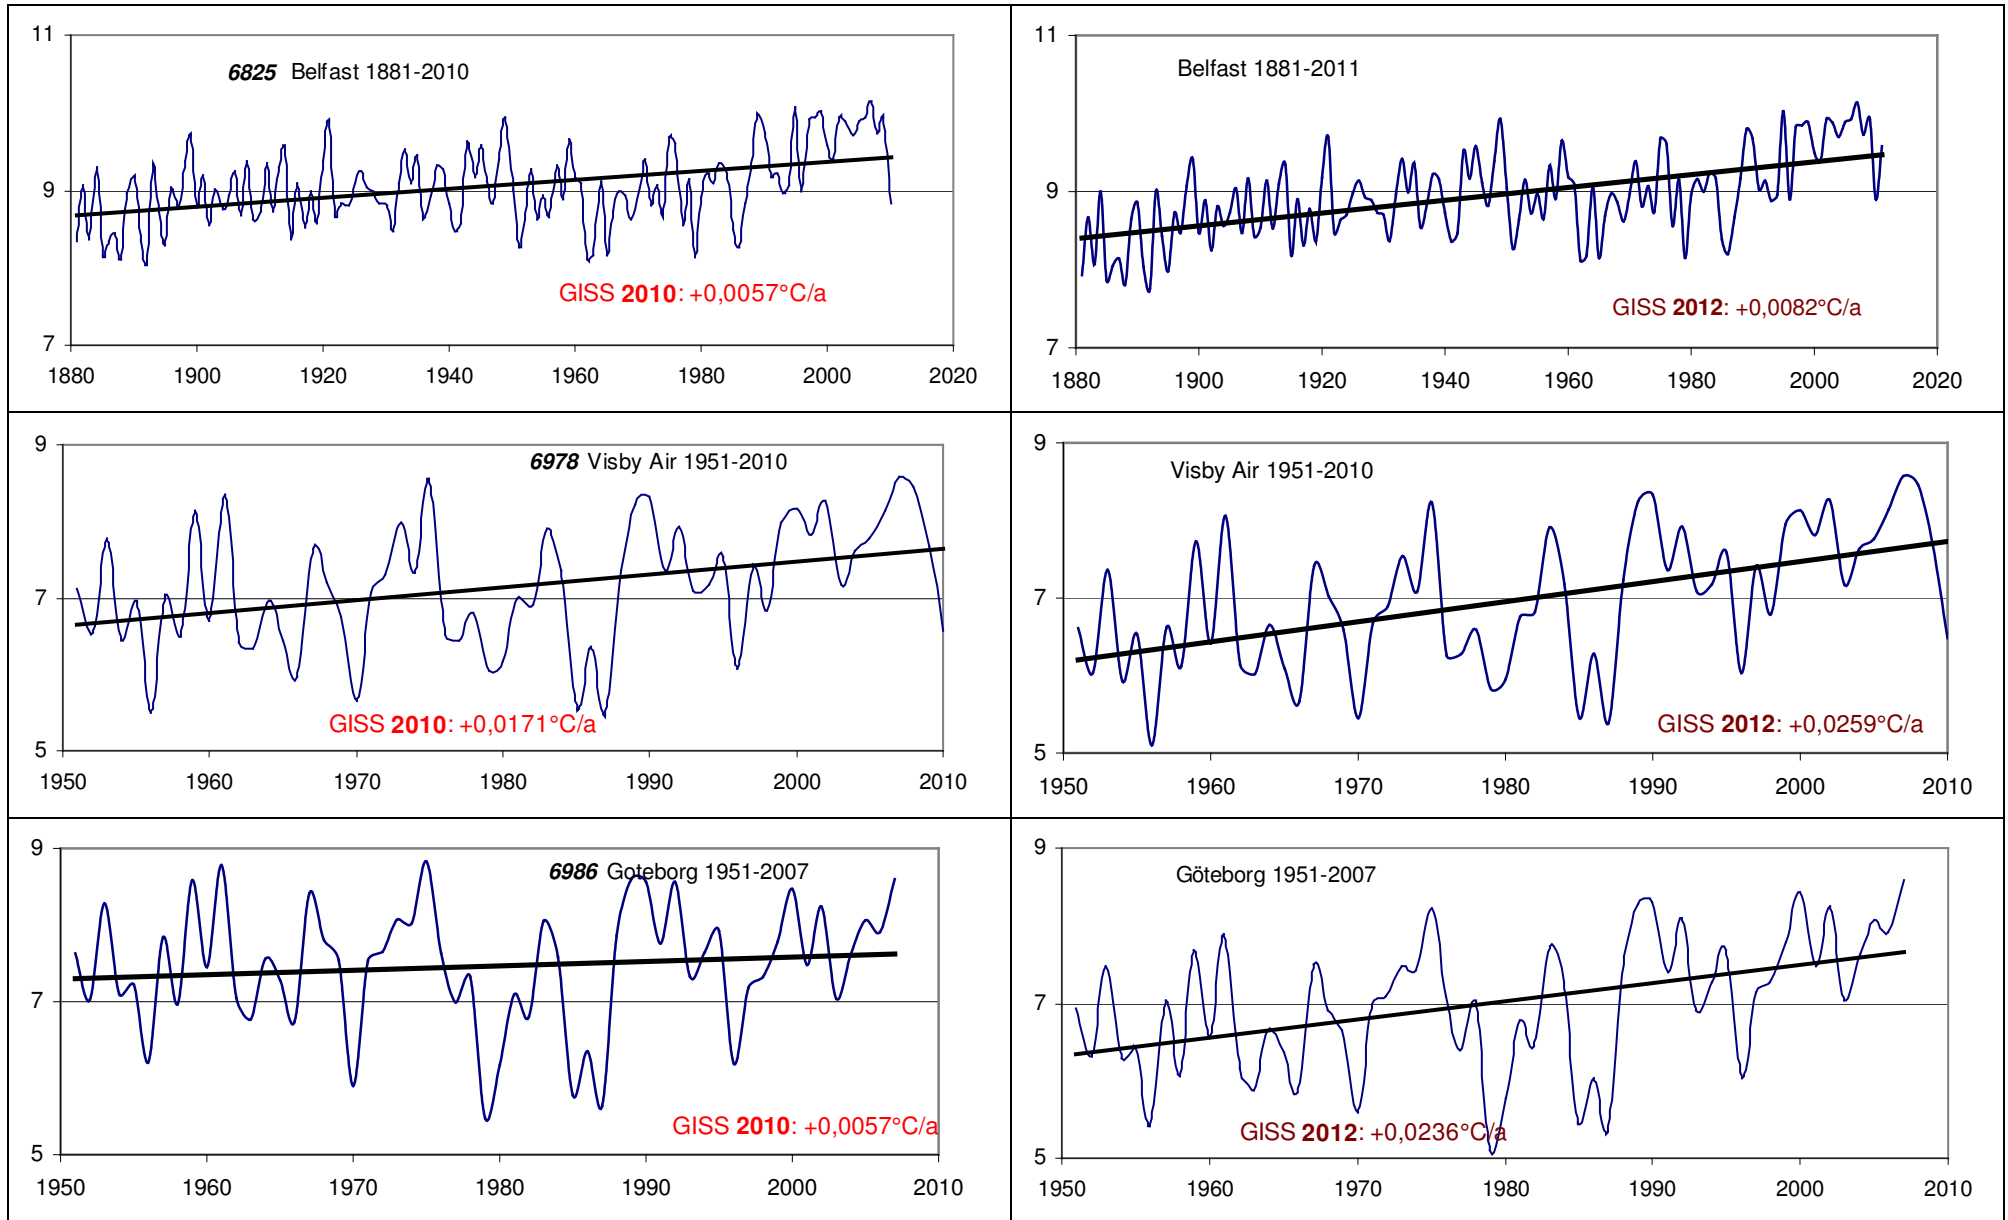 11
9
7
6825 Belfast 1881-2010
GISS 2010: +0,0057°C/a
1880 1900 1920 1940 1960 1980 2000 2020
11
9
7
Belfast 1881-2011
GISS 2012: +0,0082°C/a
1880 1900 1920 1940 1960 1980 2000 2020
9
7
5
6978 Visby Air 1951-2010
GISS 2010: +0,0171°C/a
1950 1960 1970 1980 1990 2000 2010
9
7
5
Visby Air 1951-2010
GISS 2012: +0,0259°C/a
1950 1960 1970 1980 1990 2000 2010
9
7
5
6986 Goteborg 1951-2007
GISS 2010: +0,0057°C/a
1950 1960 1970 1980 1990 2000 2010
9
7
5
Göteborg 1951-2007
GISS 2012: +0,0236°C/a
1950 1960 1970 1980 1990 2000 2010